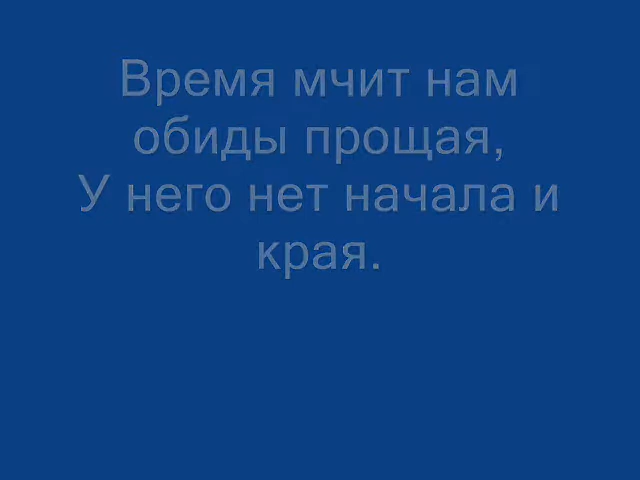 Время мчит нам
обиды прощая,
У него нет начала и
края.